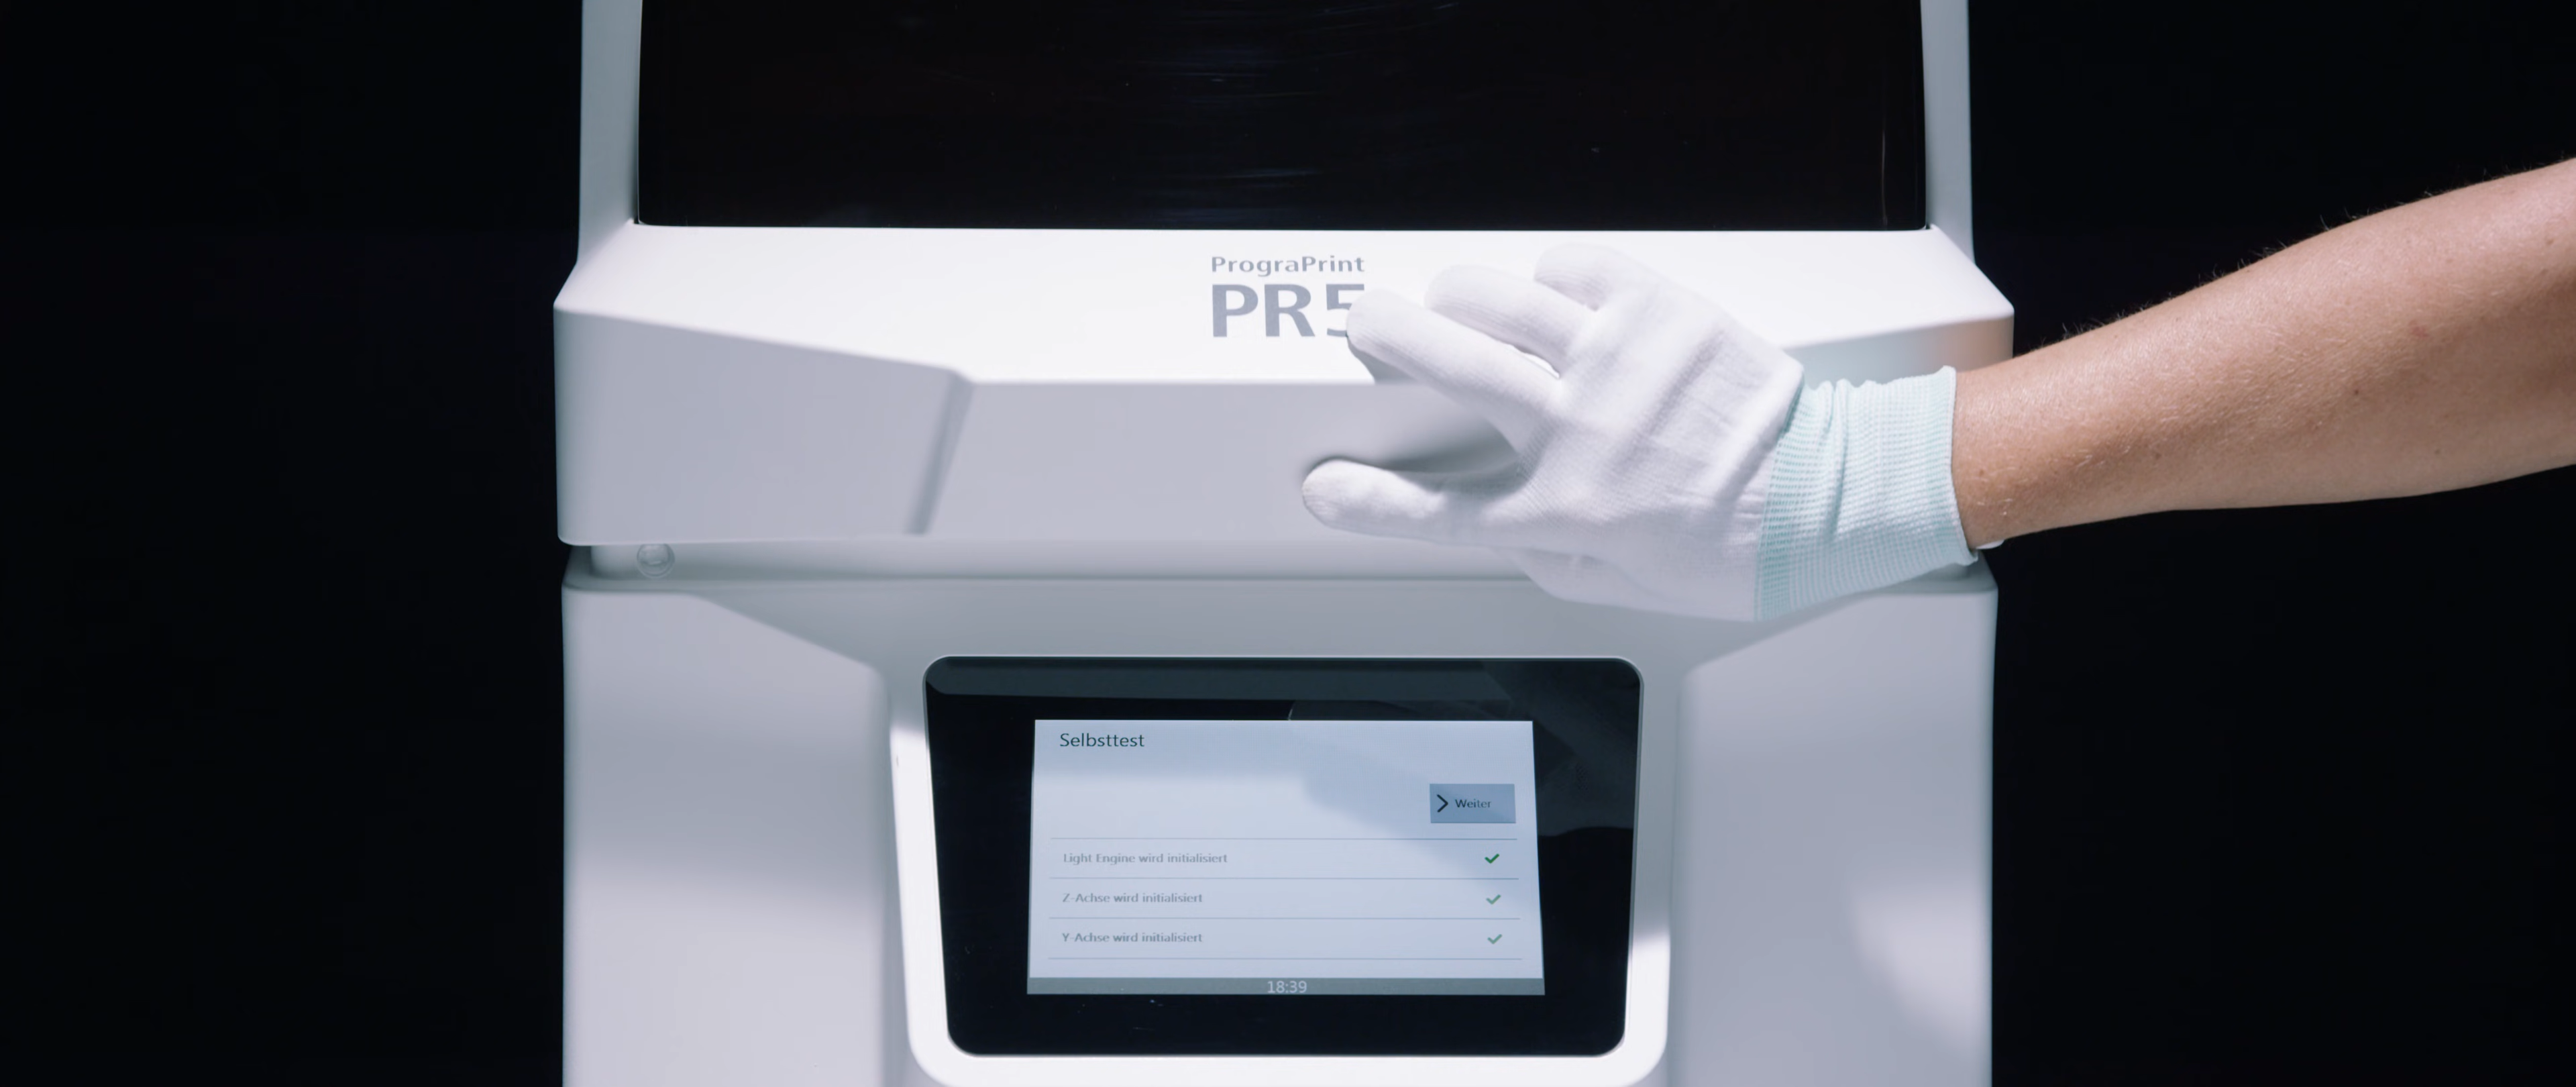 PrograPrint
PR5
Selbsttest
Weiter
Light Engine wird initialisiert
Z-Achse wird initialisiert
Y-Achse wird initialisiert
18:39